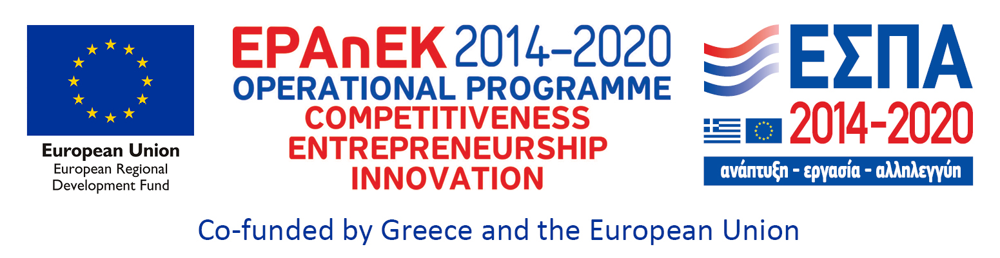 European Union
European Regional
Development Fund
EPAnEK 2014–2020
OPERATIONAL PROGRAMME
COMPETITIVENESS
ENTREPRENEURSHIP
INNOVATION
ΕΣΠΑ
2014-2020
ανάπτυξη - εργασία - αλληλεγγύη
Co-funded by Greece and the European Union